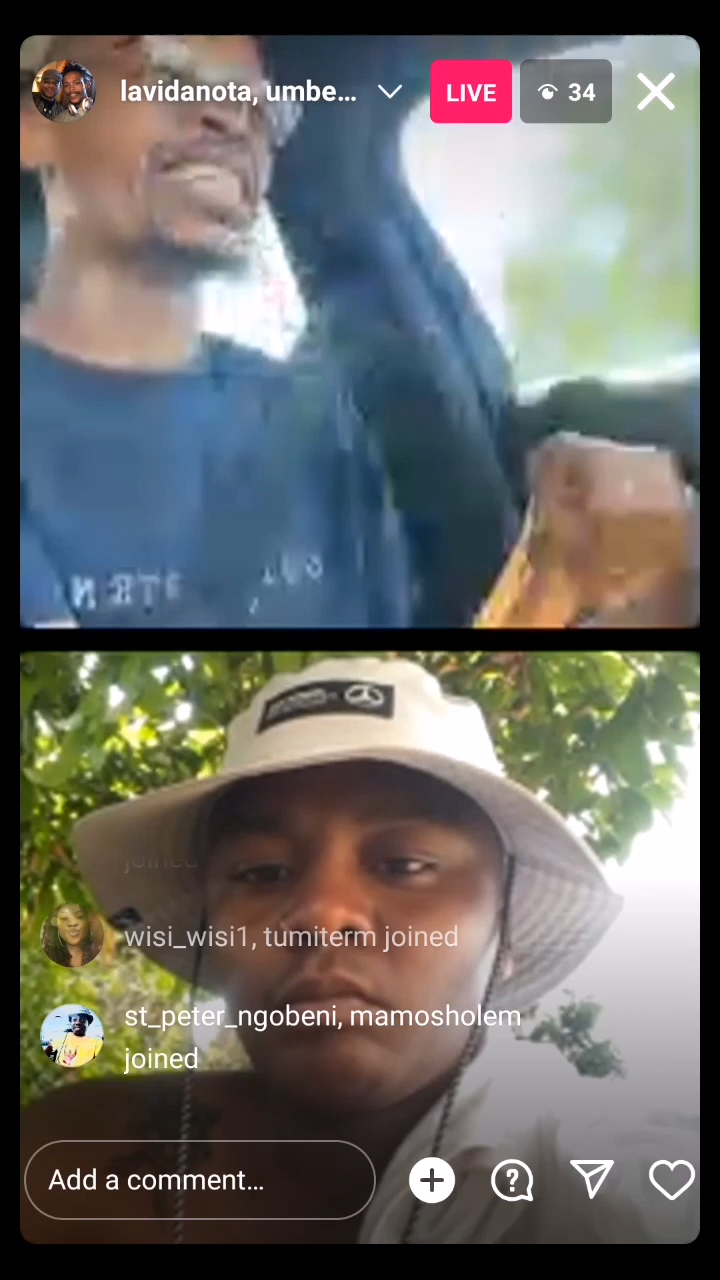 lavidanota, umbe...
LIVE
34
wisi_wisi1, tumiterm joined
joined
st_peter_ngobeni, mamosholem
joined
Add a comment...